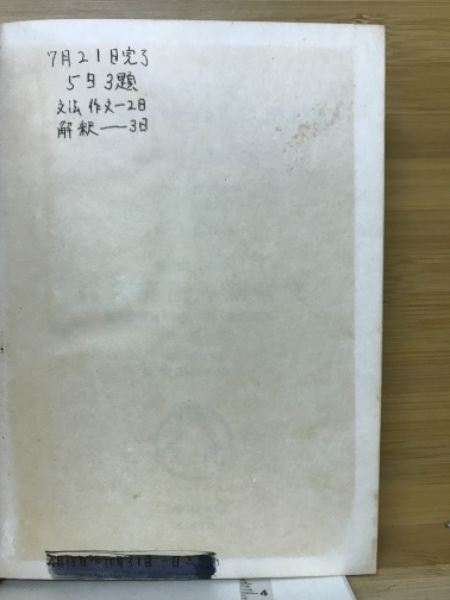 7月21日完了
5日3題
文法 作文—2日
解釈——3日
4